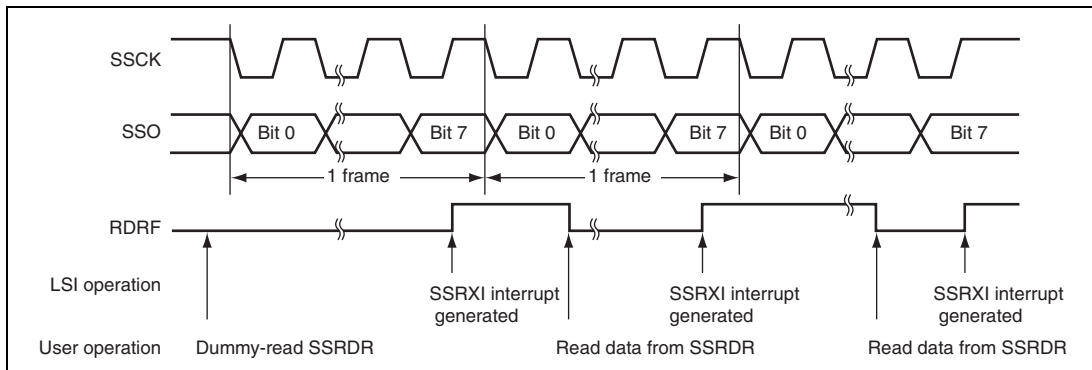 SSCK
SSO
Bit 0
Bit 7
Bit 0
Bit 7
Bit 0
Bit 7
1 frame
1 frame
RDRF
LSI operation
SSRXI interrupt
generated
SSRXI interrupt
generated
SSRXI interrupt
generated
User operation
Dummy-read SSRDR
Read data from SSRDR
Read data from SSRDR